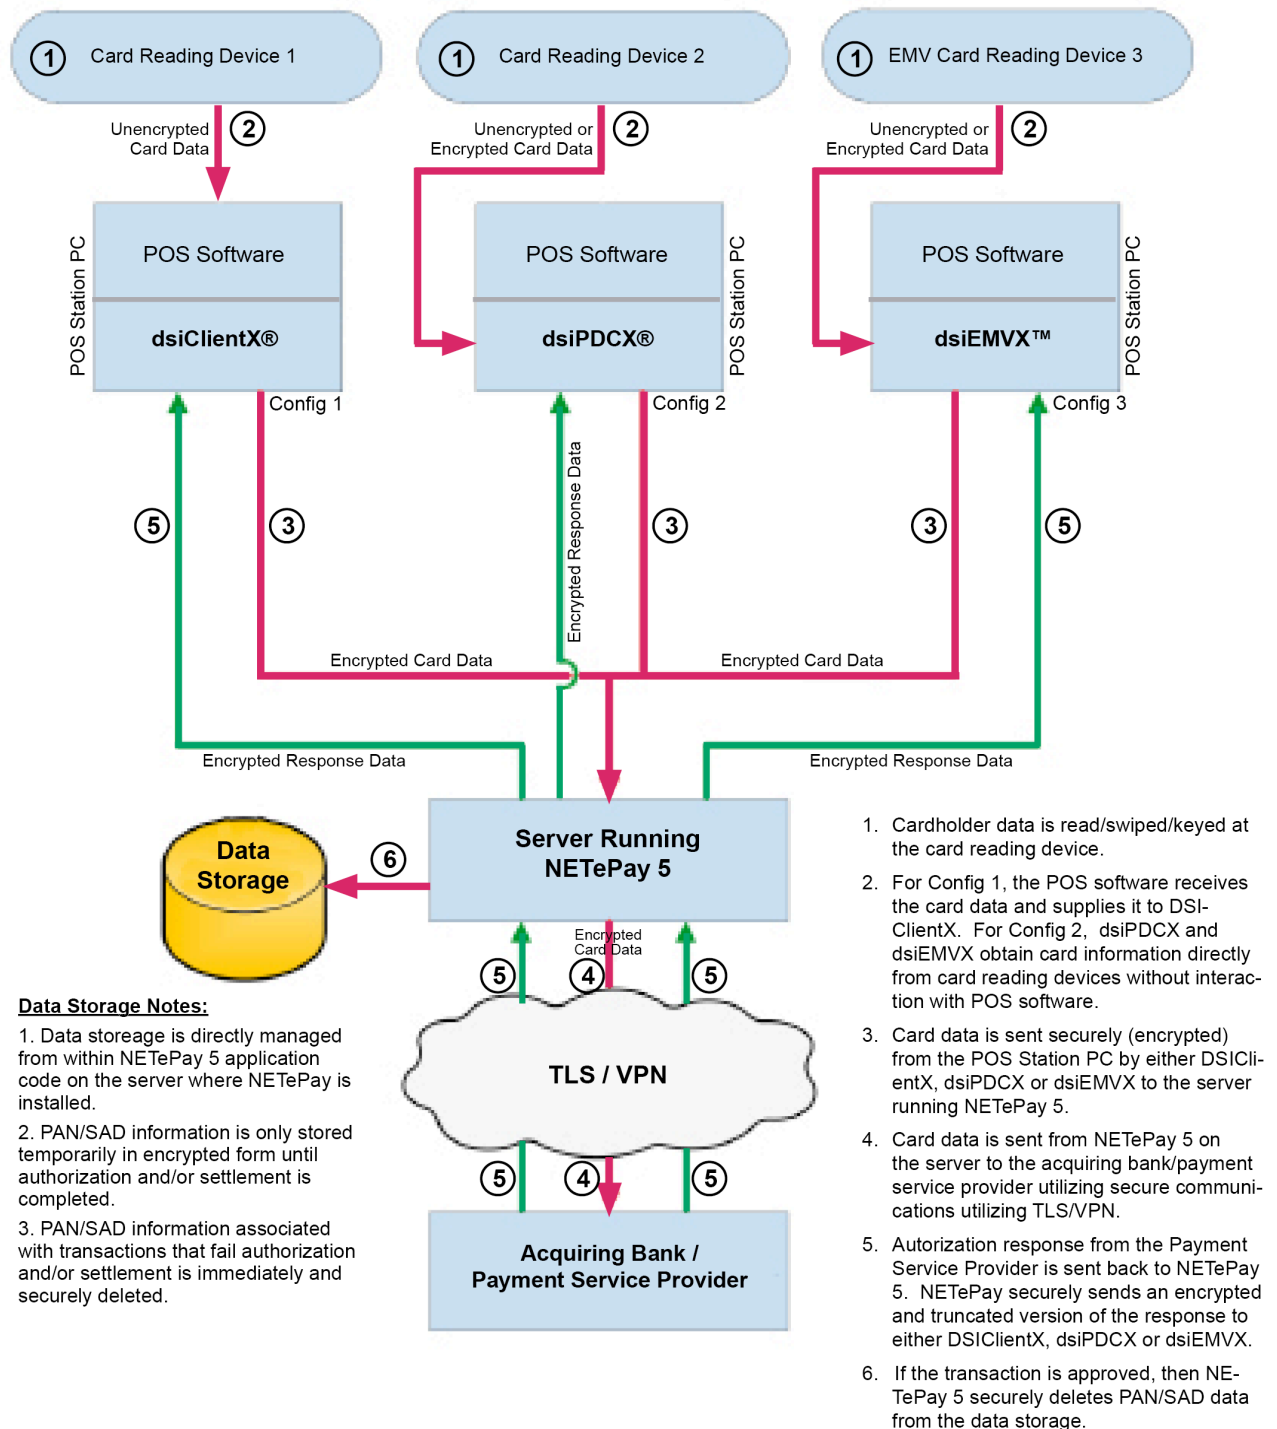 1 Card Reading Device 1
1 Card Reading Device 2
1 EMV Card Reading Device 3
Unencrypted
Card Data
2
Unencrypted or
Encrypted Card Data
2
Unencrypted or
Encrypted Card Data
2
POS Station PC
POS Software
dsiClientX®
Config 1
POS Software
dsiPDCX®
POS Station PC
Config 2
POS Software
dsiEMVX™
POS Station PC
Config 3
5
3
Encrypted Response Data
3
3
5
Encrypted Card Data
Encrypted Card Data
Encrypted Response Data
Encrypted Response Data
Server Running
NETePay 5
Data
Storage
6
Encrypted
Card Data
5
4
5
TLS / VPN
5
4
5
Acquiring Bank /
Payment Service Provider
Data Storage Notes:
1. Data storeage is directly managed
from within NETePay 5 application
code on the server where NETePay is
installed.
2. PAN/SAD information is only stored
temporarily in encrypted form until
authorization and/or settlement is
completed.
3. PAN/SAD information associated
with transactions that fail authorization
and/or settlement is immediately and
securely deleted.
1. Cardholder data is read/swiped/keyed at
the card reading device.
2. For Config 1, the POS software receives
the card data and supplies it to DSI-
ClientX. For Config 2, dsiPDCX and
dsiEMVX obtain card information directly
from card reading devices without interac-
tion with POS software.
3. Card data is sent securely (encrypted)
from the POS Station PC by either DSICli-
entX, dsiPDCX or dsiEMVX to the server
running NETePay 5.
4. Card data is sent from NETePay 5 on
the server to the acquiring bank/payment
service provider utilizing secure communi-
cations utilizing TLS/VPN.
5. Autorization response from the Payment
Service Provider is sent back to NETePay
5. NETePay securely sends an encrypted
and truncated version of the response to
either DSIClientX, dsiPDCX or dsiEMVX.
6. If the transaction is approved, then NE-
TePay 5 securely deletes PAN/SAD data
from the data storage.